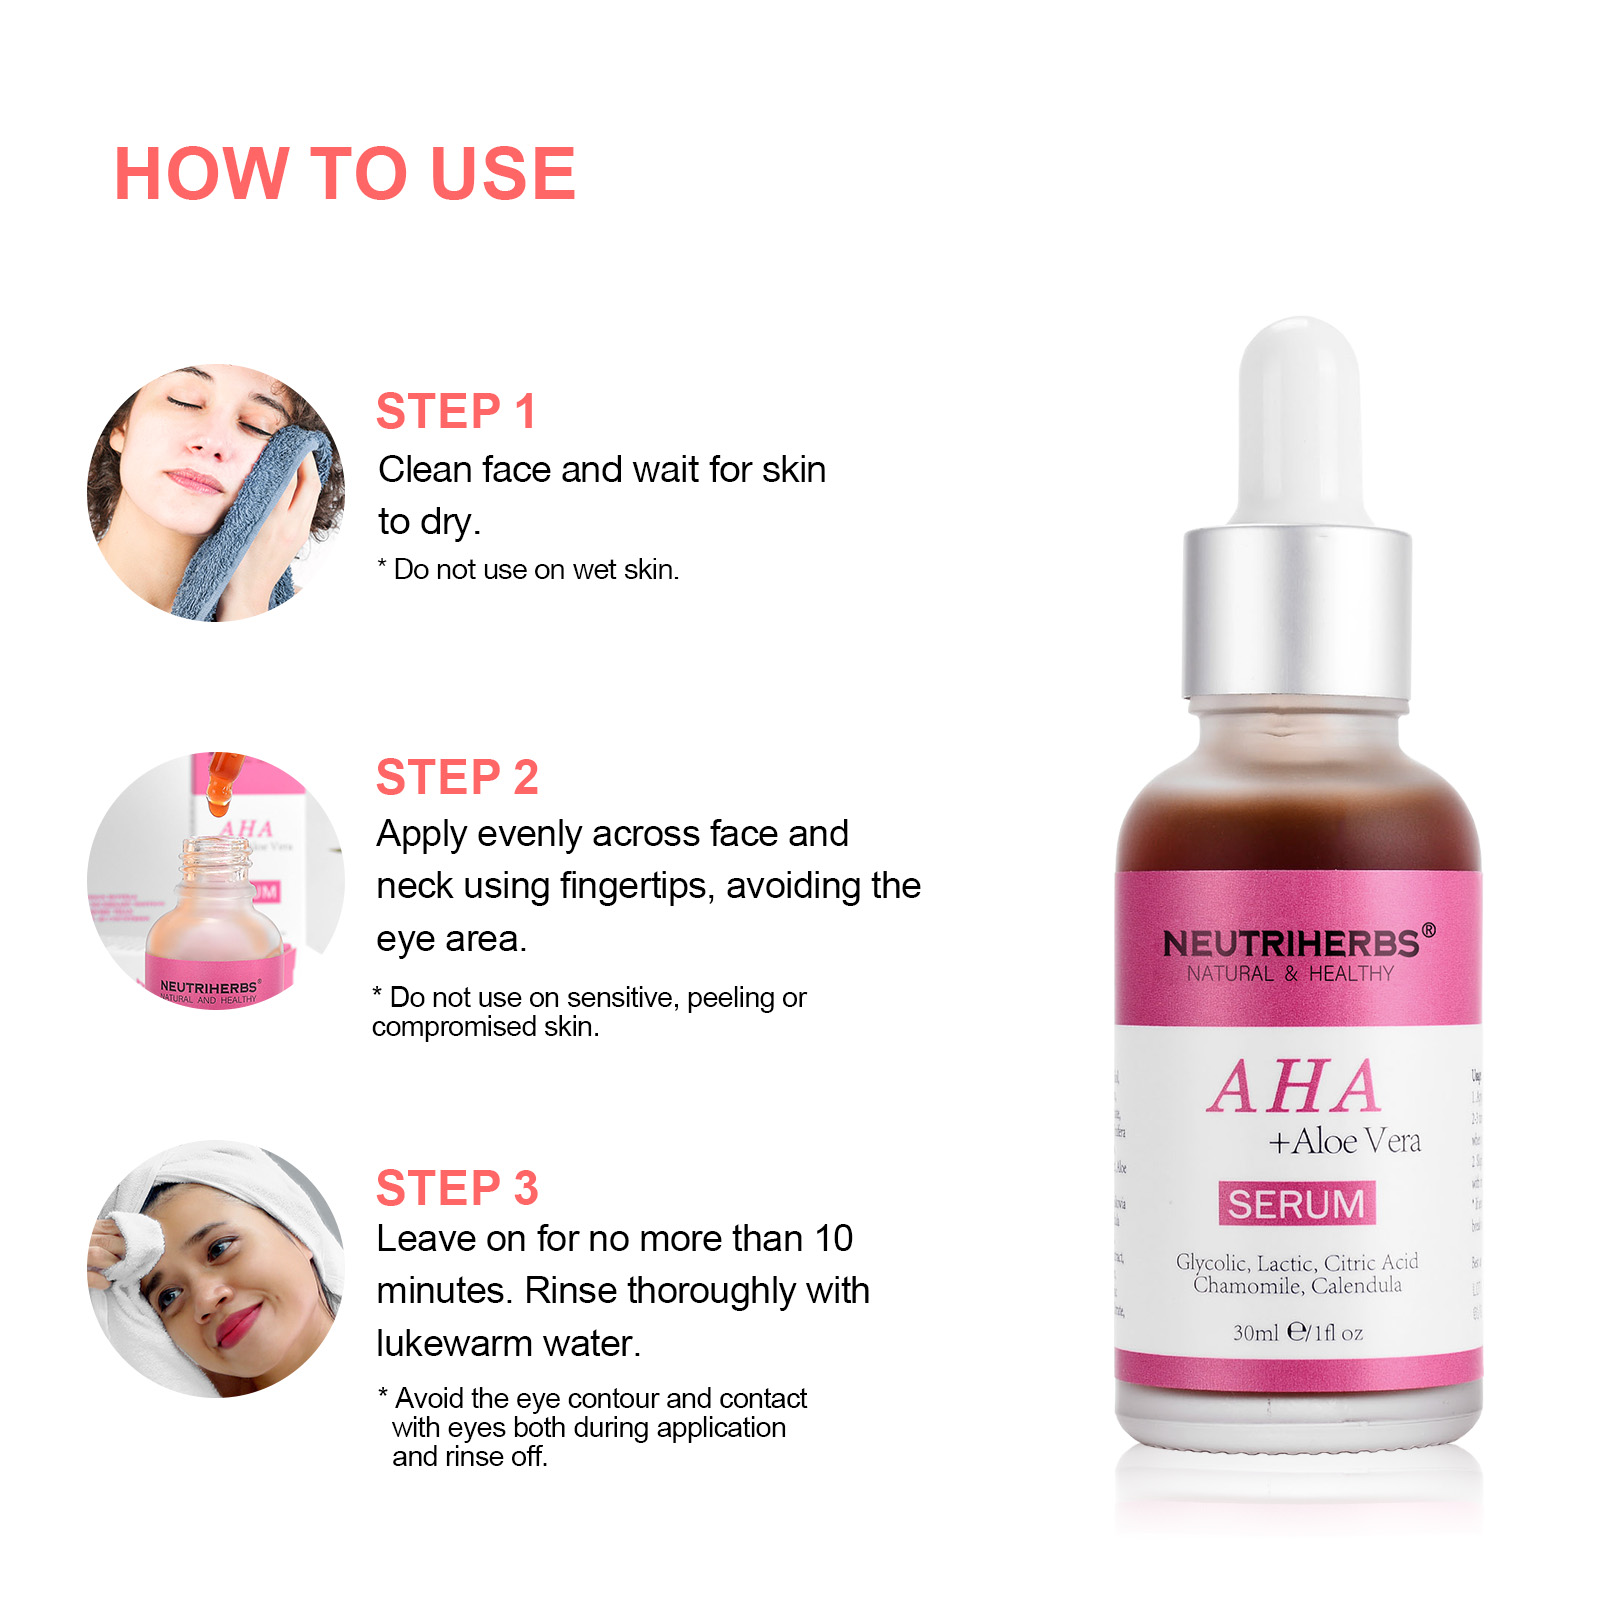 HOW TO USE
STEP 1
Clean face and wait for skin
to dry.
* Do not use on wet skin.
STEP 2
Apply evenly across face and
neck using fingertips, avoiding the
eye area.
* Do not use on sensitive, peeling or
compromised skin.
STEP 3
Leave on for no more than 10
minutes. Rinse thoroughly with
lukewarm water.
* Avoid the eye contour and contact
with eyes both during application
and rinse off.
AHA
NEUTRIHERBS®
NATURAL AND HEALTHY
NEUTRIHERBS®
NATURAL & HEALTHY
AHA
+Aloe Vera
SERUM
Glycolic, Lactic, Citric Acid
Chamomile, Calendula
30ml ℮/1fl oz